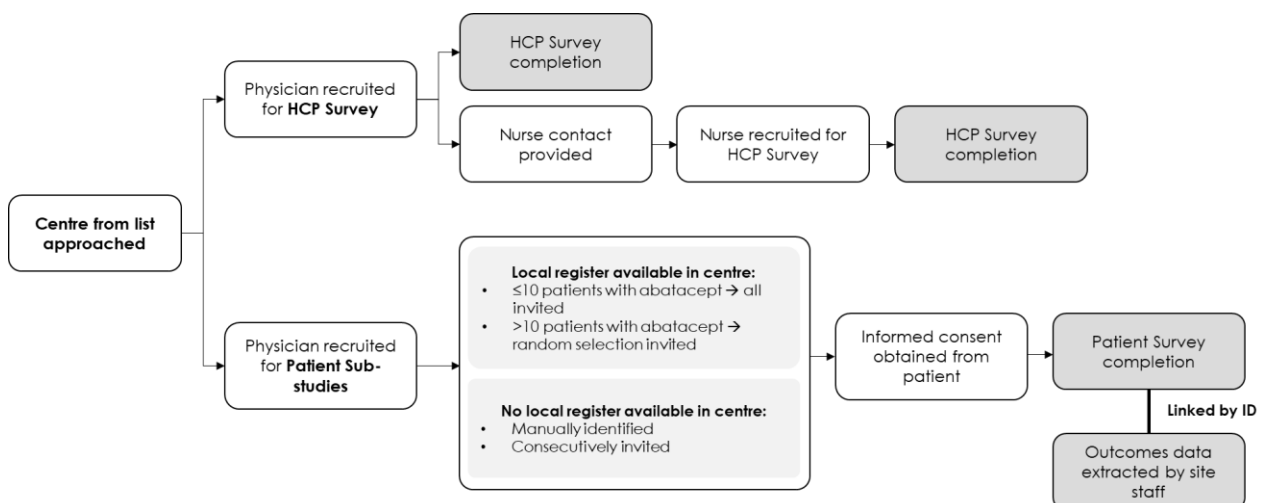 HCP Survey
completion
Physician recruited
for HCP Survey
Nurse contact
provided
Nurse recruited for
HCP Survey
HCP Survey
completion
Centre from list
approached
Physician recruited
for Patient Sub-
studies
Local register available in centre:
• ≤10 patients with abatacept → all
invited
• >10 patients with abatacept →
random selection invited
No local register available in centre:
• Manually identified
• Consecutively invited
Informed consent
obtained from
patient
Patient Survey
completion
Linked by ID
Outcomes data
extracted by site
staff